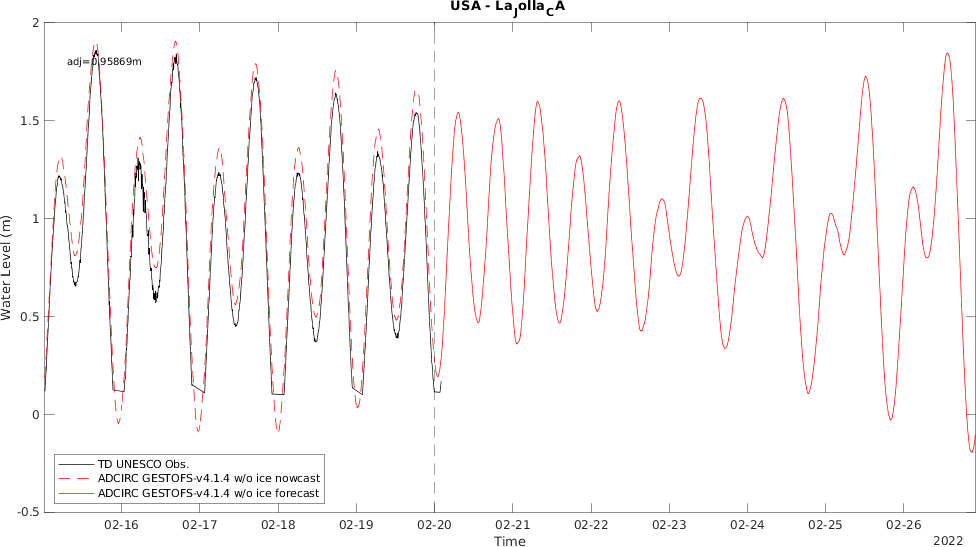 USA - LaJollaCA
2
adj=0.95869m
1.5
1
Water Level (m)
0.5
0
TD UNESCO Obs.
ADCIRC GESTOFS-v4.1.4 w/o ice nowcast
ADCIRC GESTOFS-v4.1.4 w/o ice forecast
-0.5
02-16 02-17 02-18 02-19 02-20 02-21 02-22 02-23 02-24 02-25 02-26
Time
2022